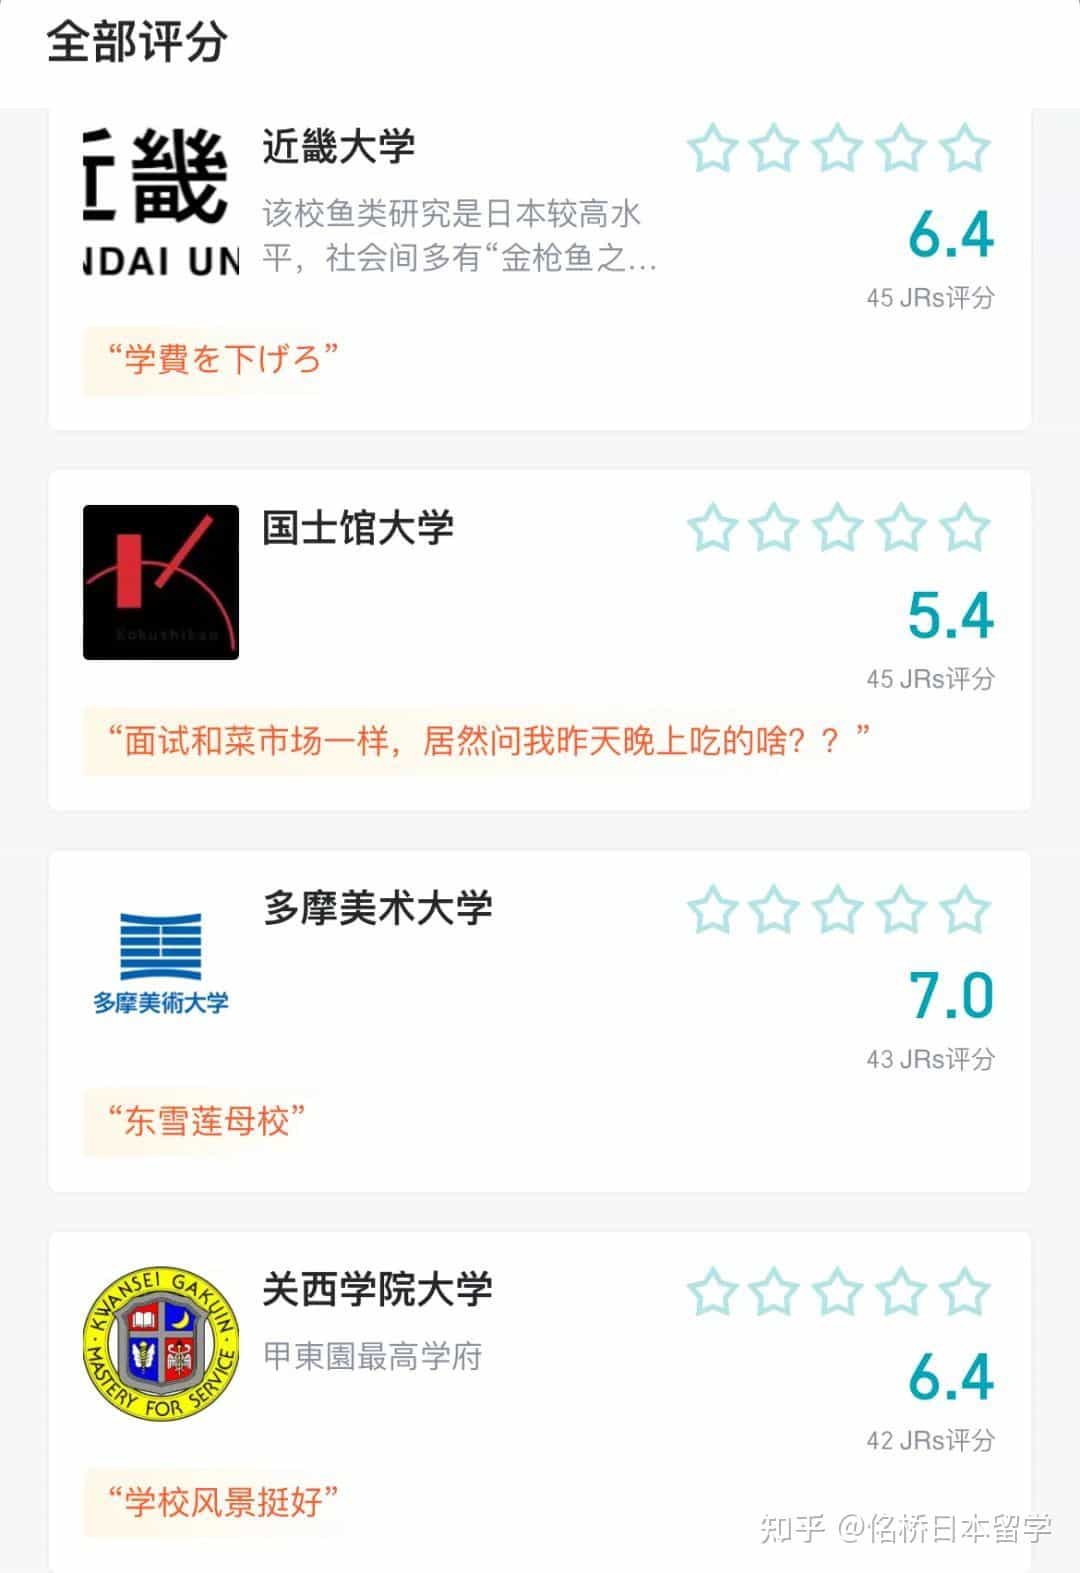 全部评分
近畿
NDAI UN
近畿大学
该校鱼类研究是日本较高水
平，社会间多有“金枪鱼之...
6.4
45 JRs评分
“学費を下げろ”
Kokushikan
国士馆大学
5.4
45 JRs评分
“面试和菜市场一样，居然问我昨天晚上吃的啥？？”
多摩美術大学
多摩美术大学
7.0
43 JRs评分
“东雪莲母校”
KWANSEI GAKUIN
MASTERY FOR SERVICE
关西学院大学
甲東園最高学府
6.4
42 JRs评分
“学校风景挺好”
知乎 @佲桥日本留学